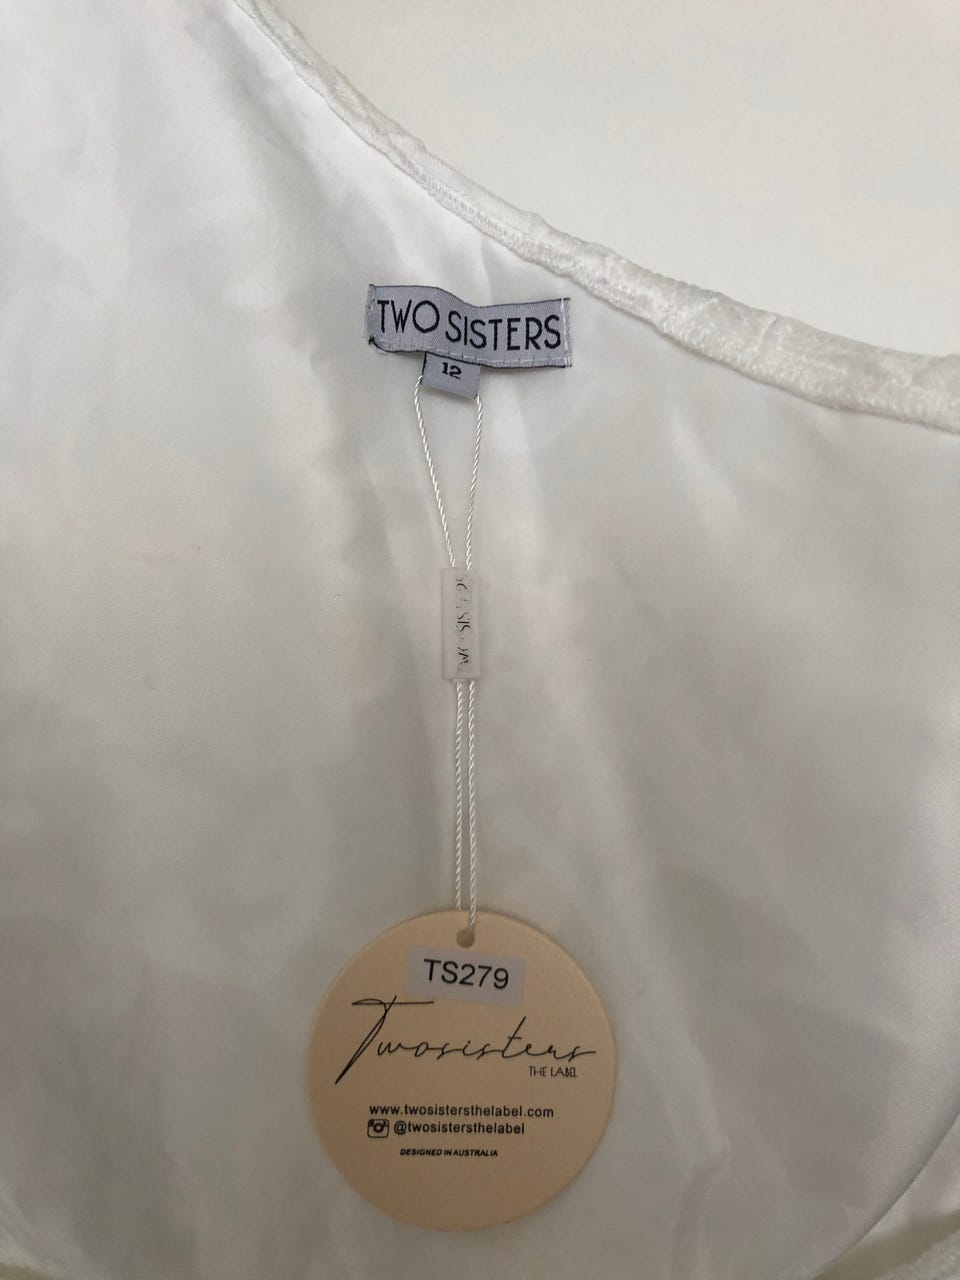 TWO SISTERS
12
TS279
Twosisters
THE LABEL
www.twosistersthelabel.com
@twosistersthelabel
DESIGNED IN AUSTRALIA